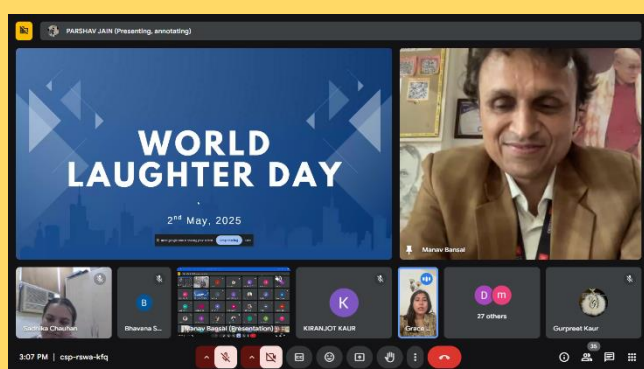 PARSHAV JAIN (Presenting, annotating)
WORLD
LAUGHTER DAY
2nd May, 2025
Manav Bansal
Sachika Chauhan
B
Bhavana S...
Manav Bansal (Presentation)
K
KIRANJOT KAUR
Grace
D m
27 others
Gurpreet Kaur
3:07 PM | csp-rswa-kfq
35